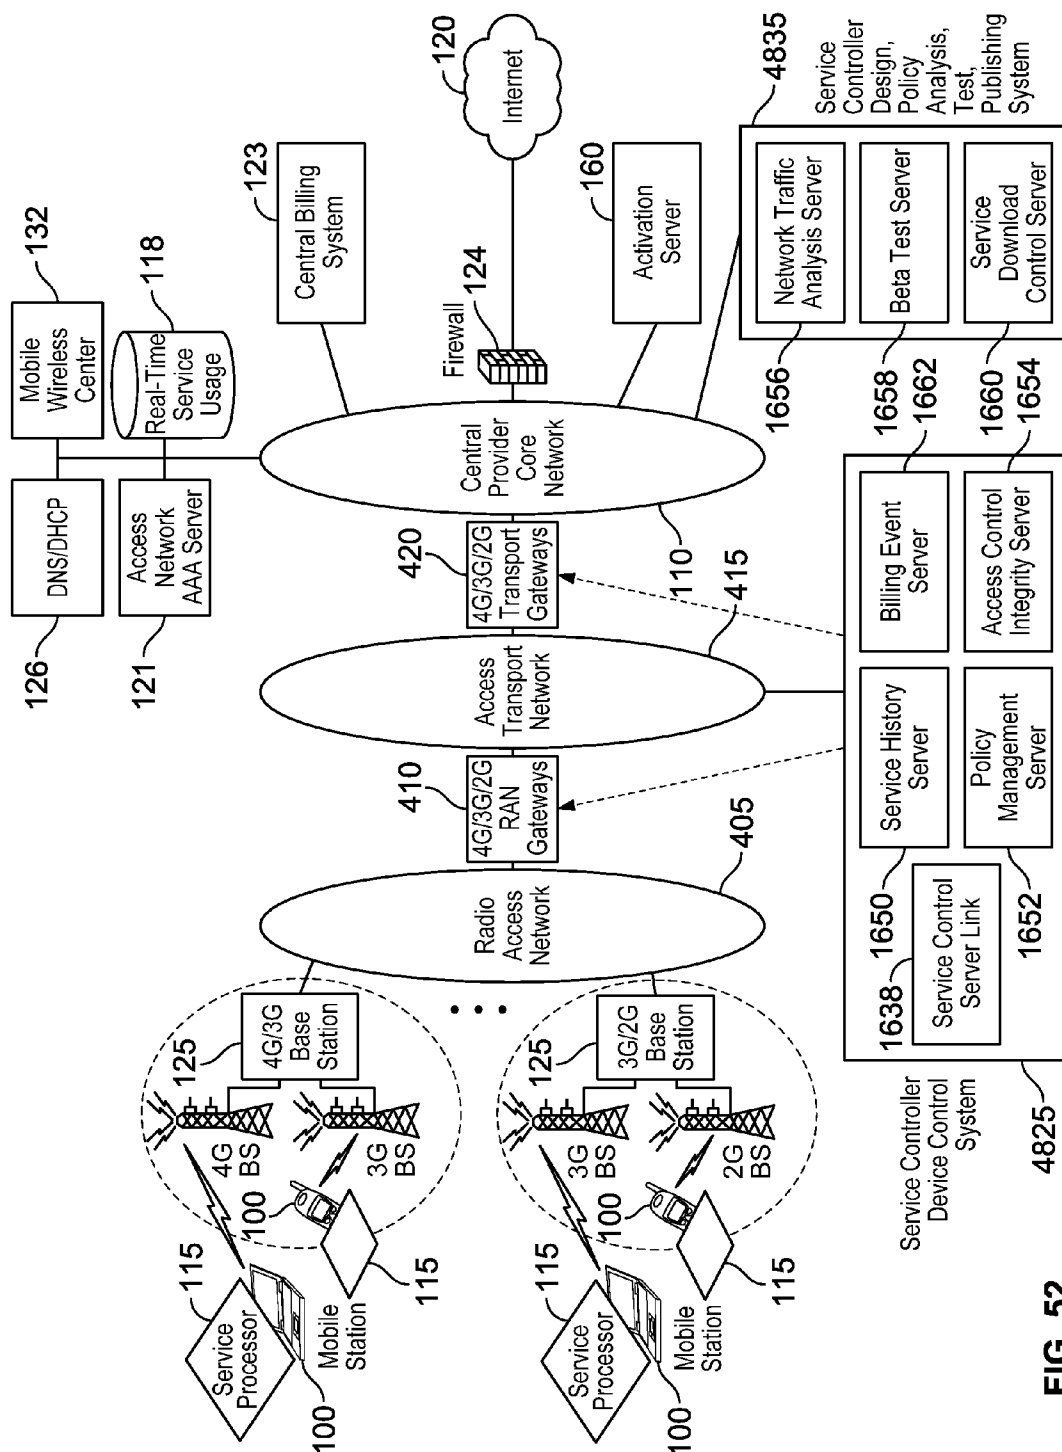 Service
Processor
115
100
Mobile
Station
100
115
4G
BS
3G
BS
125
4G/3G
Base
Station
Service
Processor
115
100
Mobile
Station
100
115
3G
BS
2G
BS
125
3G/2G
Base
Station
Radio
Access
Network
405
4G/3G/2G
RAN
Gateways
410
Access
Transport
Network
415
4G/3G/2G
Transport
Gateways
420
Central
Provider
Core
Network
110
DNS/DHCP
126
Access
Network
AAA Server
121
Mobile
Wireless
Center
132
Real-Time
Service
Usage
118
Central Billing
System
123
Firewall
124
Internet
120
Activation
Server
160
Service Controller
Device Control
System
4825
Service Control
Server Link
1638
Service History
Server
1650
Policy
Management
Server
1652
Billing Event
Server
1662
Access Control
Integrity Server
1654
Network Traffic
Analysis Server
1656
Beta Test Server
1658
Service
Download
Control Server
1660
4835
Service
Controller
Design,
Policy
Analysis,
Test,
Publishing
System
FIG. 52